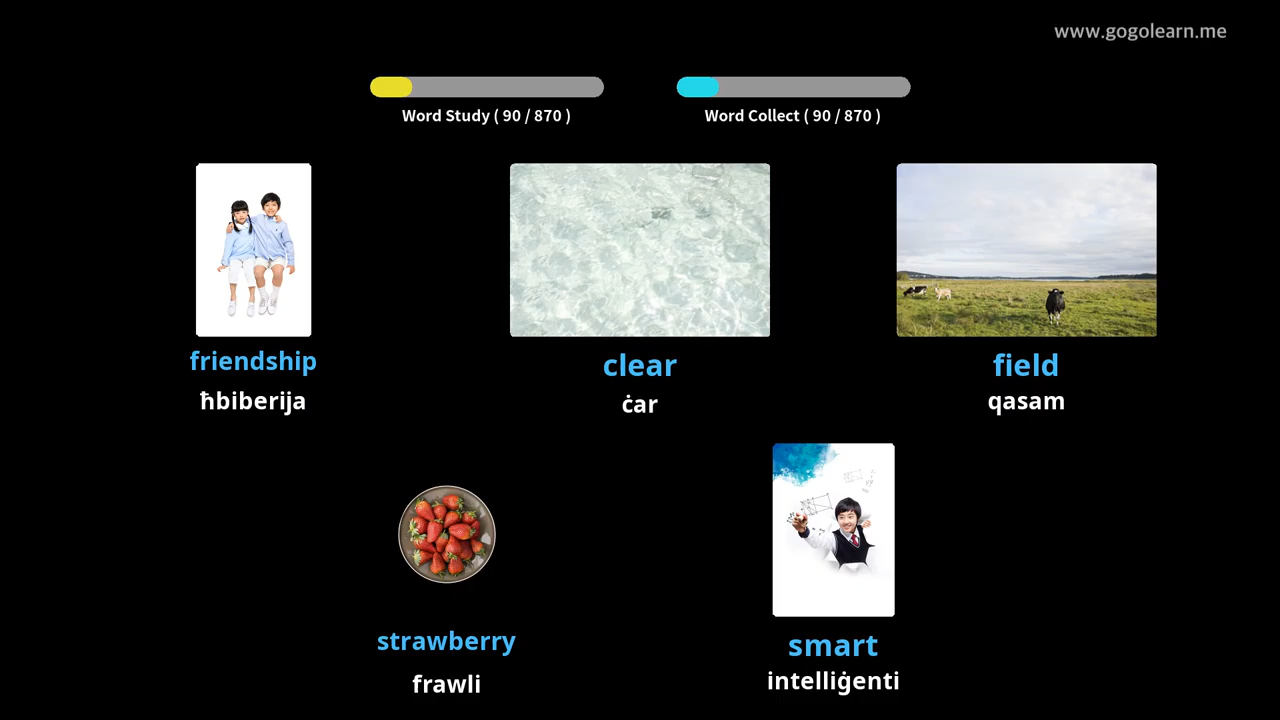 www.gogolearn.me
Word Study ( 90 / 870 )
Word Collect ( 90 / 870 )
friendship
clear
field
ħbiberija
ċar
qasam
strawberry
smart
frawli
intelliġenti